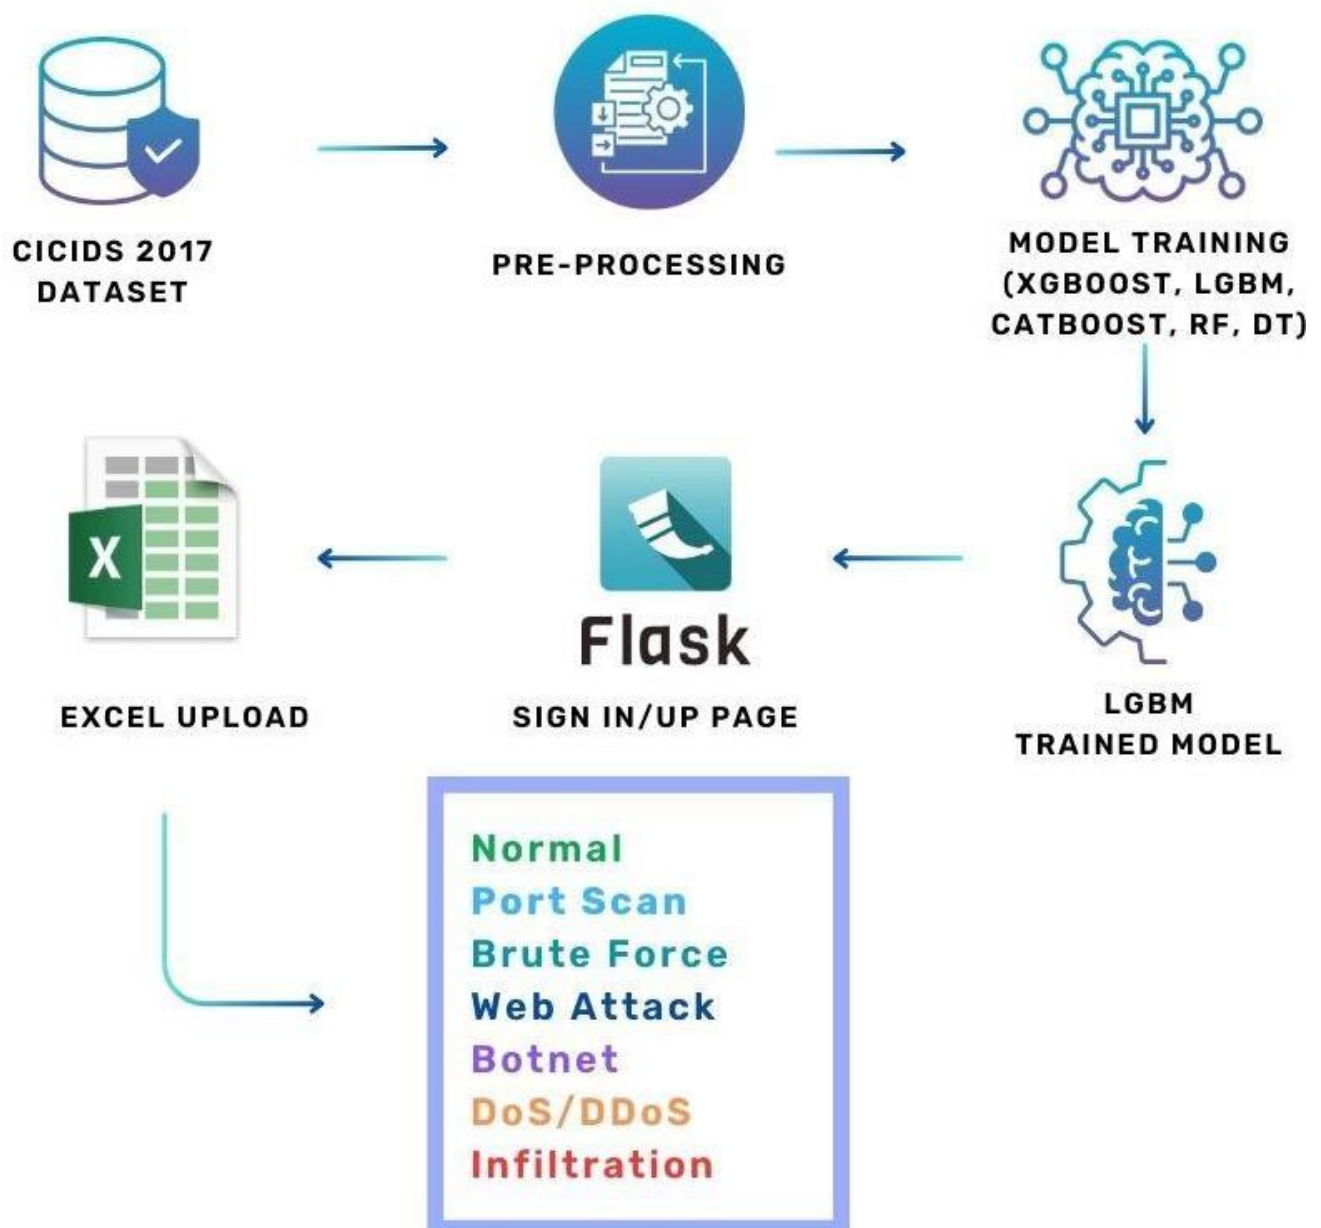 CICIDS 2017
DATASET
PRE-PROCESSING
MODEL TRAINING
(XGBOOST, LGBM,
CATBOOST, RF, DT)
X
EXCEL UPLOAD
Flask
SIGN IN/UP PAGE
LGBM
TRAINED MODEL
Normal
Port Scan
Brute Force
Web Attack
Botnet
DoS/DDoS
Infiltration